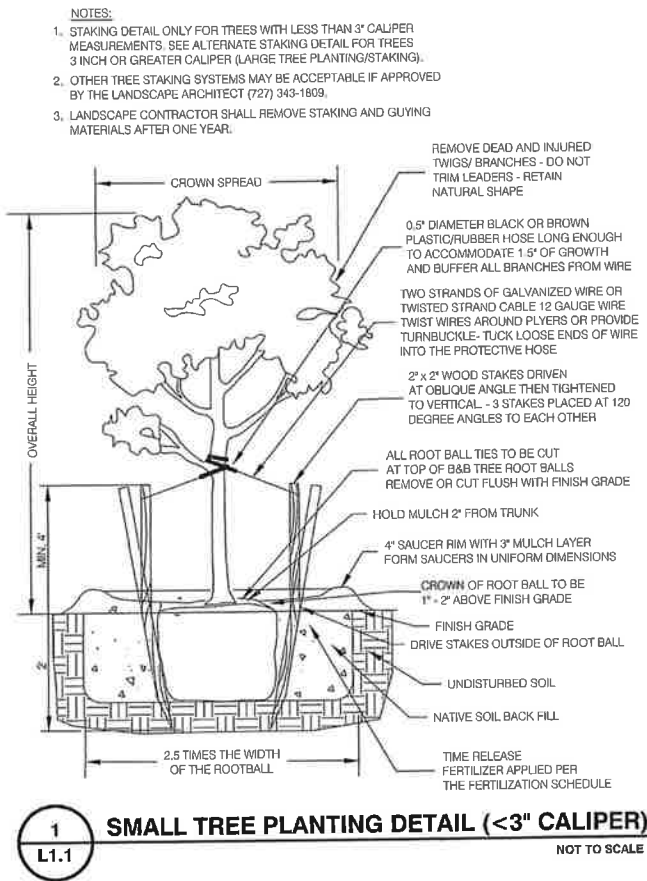 NOTES:
1. STAKING DETAIL ONLY FOR TREES WITH LESS THAN 3" CALIPER
MEASUREMENTS. SEE ALTERNATE STAKING DETAIL FOR TREES
3 INCH OR GREATER CALIPER (LARGE TREE PLANTING/STAKING).
2. OTHER TREE STAKING SYSTEMS MAY BE ACCEPTABLE IF APPROVED
BY THE LANDSCAPE ARCHITECT (727) 343-1809.
3. LANDSCAPE CONTRACTOR SHALL REMOVE STAKING AND GUYING
MATERIALS AFTER ONE YEAR.
CROWN SPREAD
OVERALL HEIGHT
MIN. 4'
2'
REMOVE DEAD AND INJURED
TWIGS/ BRANCHES - DO NOT
TRIM LEADERS - RETAIN
NATURAL SHAPE
0.5" DIAMETER BLACK OR BROWN
PLASTIC/RUBBER HOSE LONG ENOUGH
TO ACCOMMODATE 1.5" OF GROWTH
AND BUFFER ALL BRANCHES FROM WIRE
TWO STRANDS OF GALVANIZED WIRE OR
TWISTED STRAND CABLE 12 GAUGE WIRE
TWIST WIRES AROUND PLYERS OR PROVIDE
TURNBUCKLE- TUCK LOOSE ENDS OF WIRE
INTO THE PROTECTIVE HOSE
2" x 2" WOOD STAKES DRIVEN
AT OBLIQUE ANGLE THEN TIGHTENED
TO VERTICAL - 3 STAKES PLACED AT 120
DEGREE ANGLES TO EACH OTHER
ALL ROOT BALL TIES TO BE CUT
AT TOP OF B&B TREE ROOT BALLS
REMOVE OR CUT FLUSH WITH FINISH GRADE
HOLD MULCH 2" FROM TRUNK
4" SAUCER RIM WITH 3" MULCH LAYER
FORM SAUCERS IN UNIFORM DIMENSIONS
CROWN OF ROOT BALL TO BE
1" - 2" ABOVE FINISH GRADE
FINISH GRADE
DRIVE STAKES OUTSIDE OF ROOT BALL
UNDISTURBED SOIL
NATIVE SOIL BACK FILL
TIME RELEASE
FERTILIZER APPLIED PER
THE FERTILIZATION SCHEDULE
2.5 TIMES THE WIDTH
OF THE ROOTBALL
1
L1.1
SMALL TREE PLANTING DETAIL (<3" CALIPER)
NOT TO SCALE